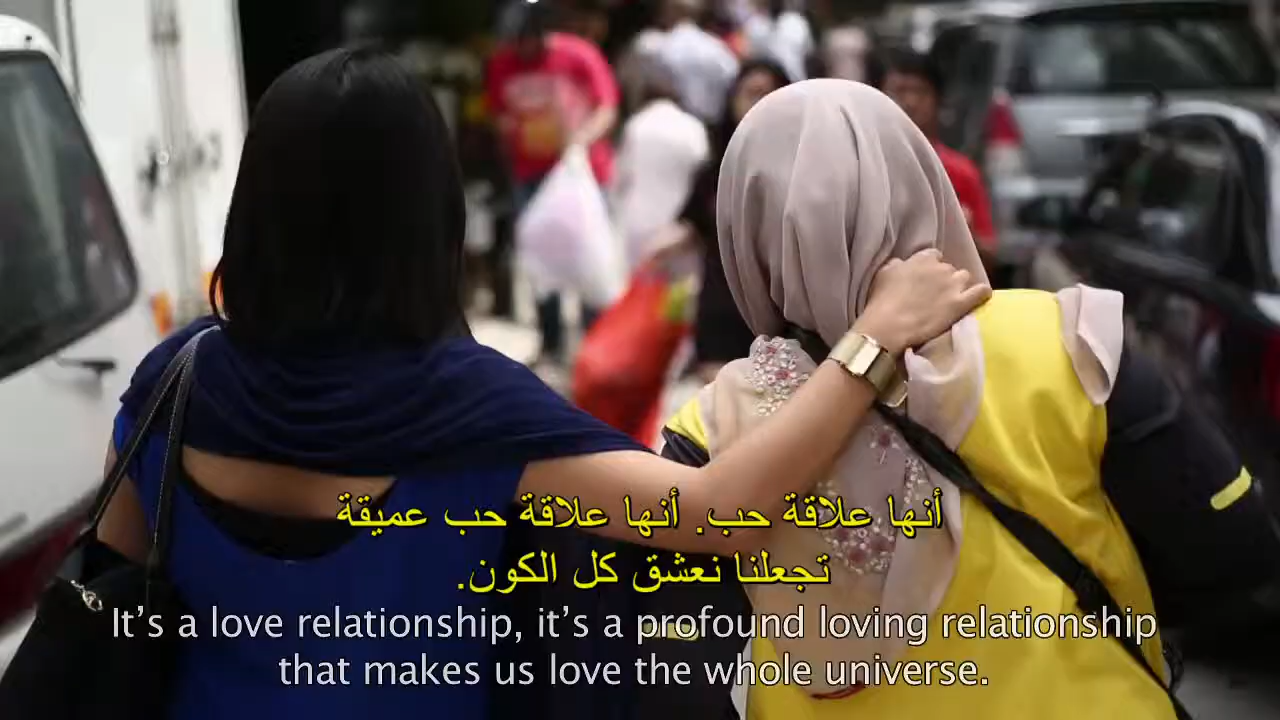 أنها علاقة حب. أنها علاقة حب عميقة
تجعلنا نعشق كل الكون.
It's a love relationship, it's a profound loving relationship
that makes us love the whole universe.